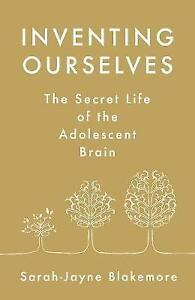 INVENTING
OURSELVES
The Secret Life
of the
Adolescent
Brain
Sarah-Jayne Blakemore